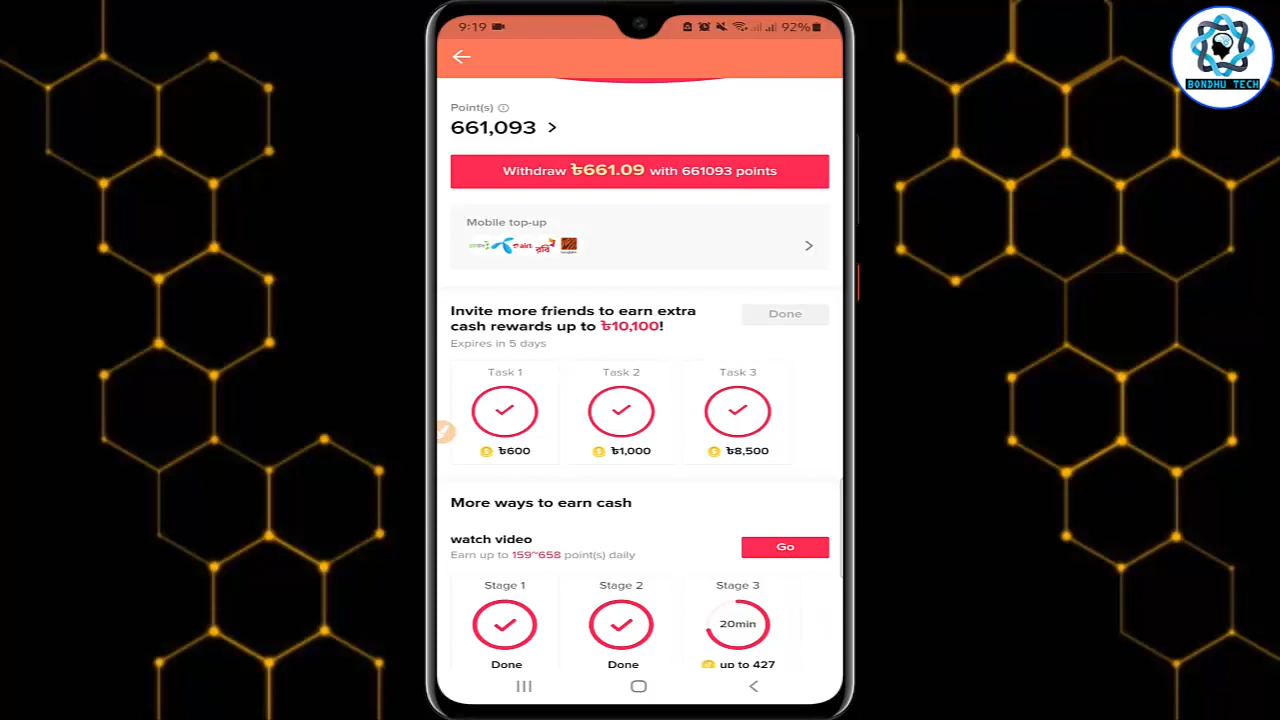 BONDHU TECH
9:19
92%
Point(s)
661,093
Withdraw ৳661.09 with 661093 points
Mobile top-up
রবি
Invite more friends to earn extra
cash rewards up to ৳10,100!
Done
Expires in 5 days
Task 1
Task 2
Task 3
৳600
৳1,000
৳8,500
More ways to earn cash
watch video
Earn up to 159~658 point(s) daily
Go
Stage 1
Stage 2
Stage 3
20min
Done
Done
up to 427